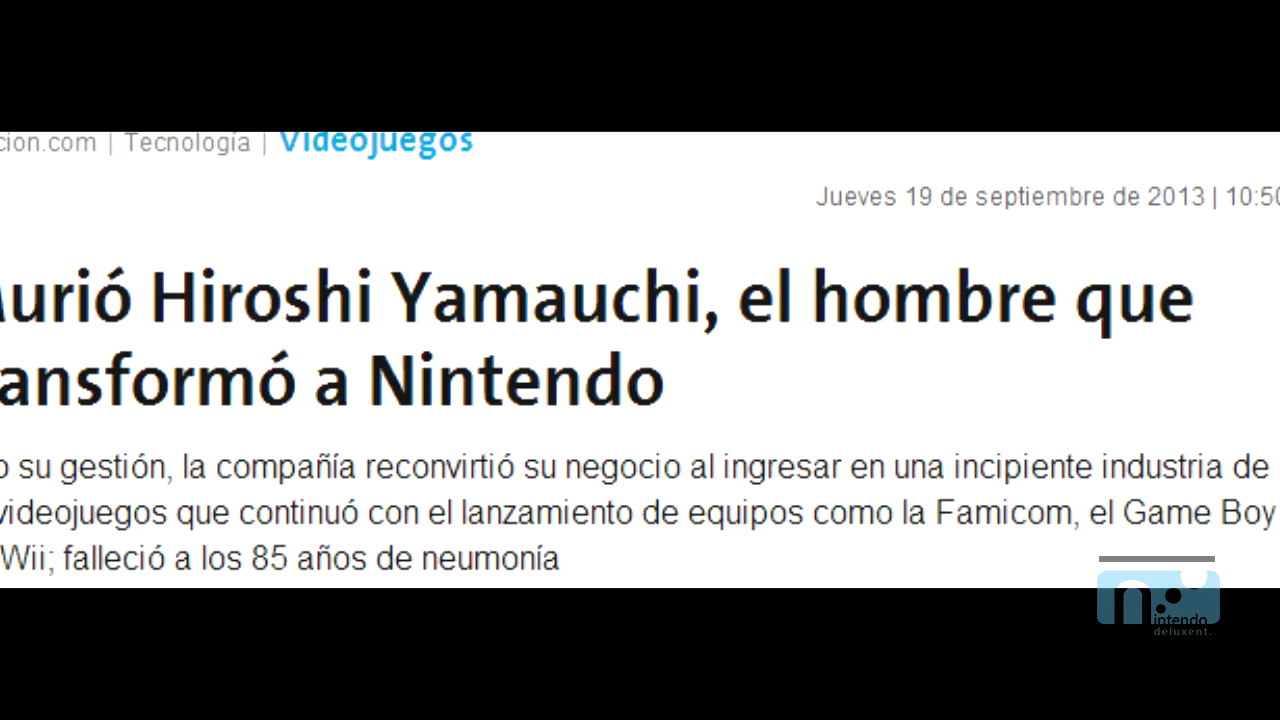 cion.com | Tecnología | Videojuegos
Jueves 19 de septiembre de 2013 | 10:50
urió Hiroshi Yamauchi, el hombre que
ansformó a Nintendo
o su gestión, la compañía reconvirtió su negocio al ingresar en una incipiente industria de
videojuegos que continuó con el lanzamiento de equipos como la Famicom, el Game Boy
Wii; falleció a los 85 años de neumonía
n
intendo
deluxent.